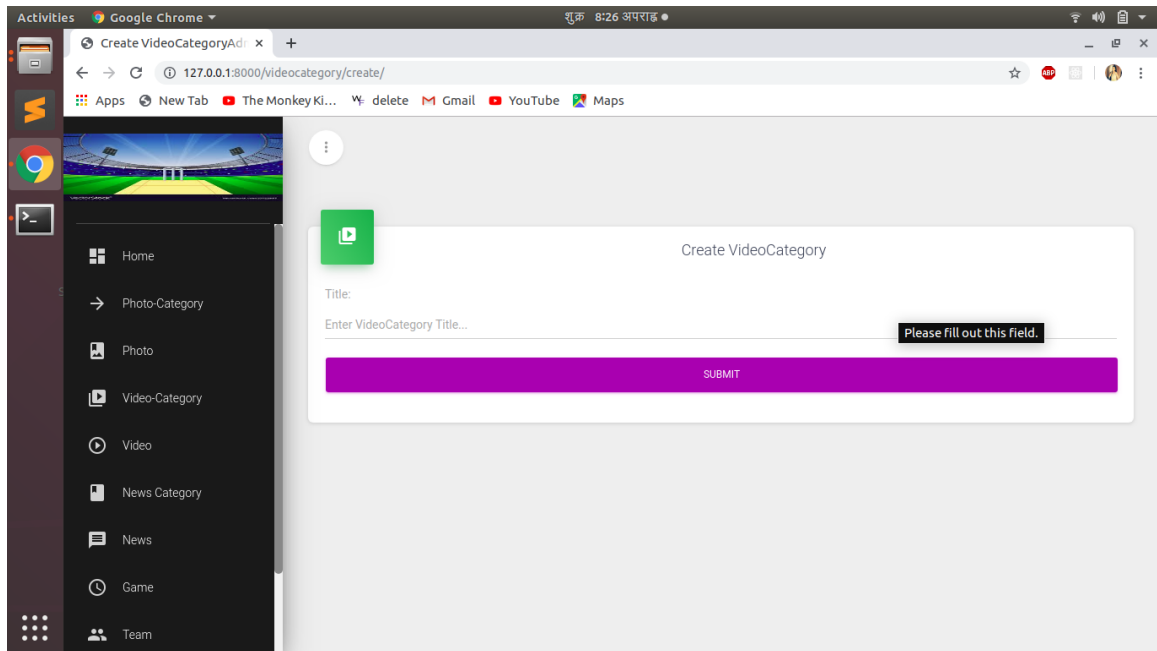 Activities Google Chrome शुक्र 8:26 अपराह्न
Create VideoCategoryAd
127.0.0.1:8000/videocategory/create/
Apps New Tab The Monkey Ki... delete Gmail YouTube Maps
Create VideoCategory
Title:
Enter VideoCategory Title...
Please fill out this field.
SUBMIT
Home
Photo-Category
Photo
Video-Category
Video
News Category
News
Game
Team